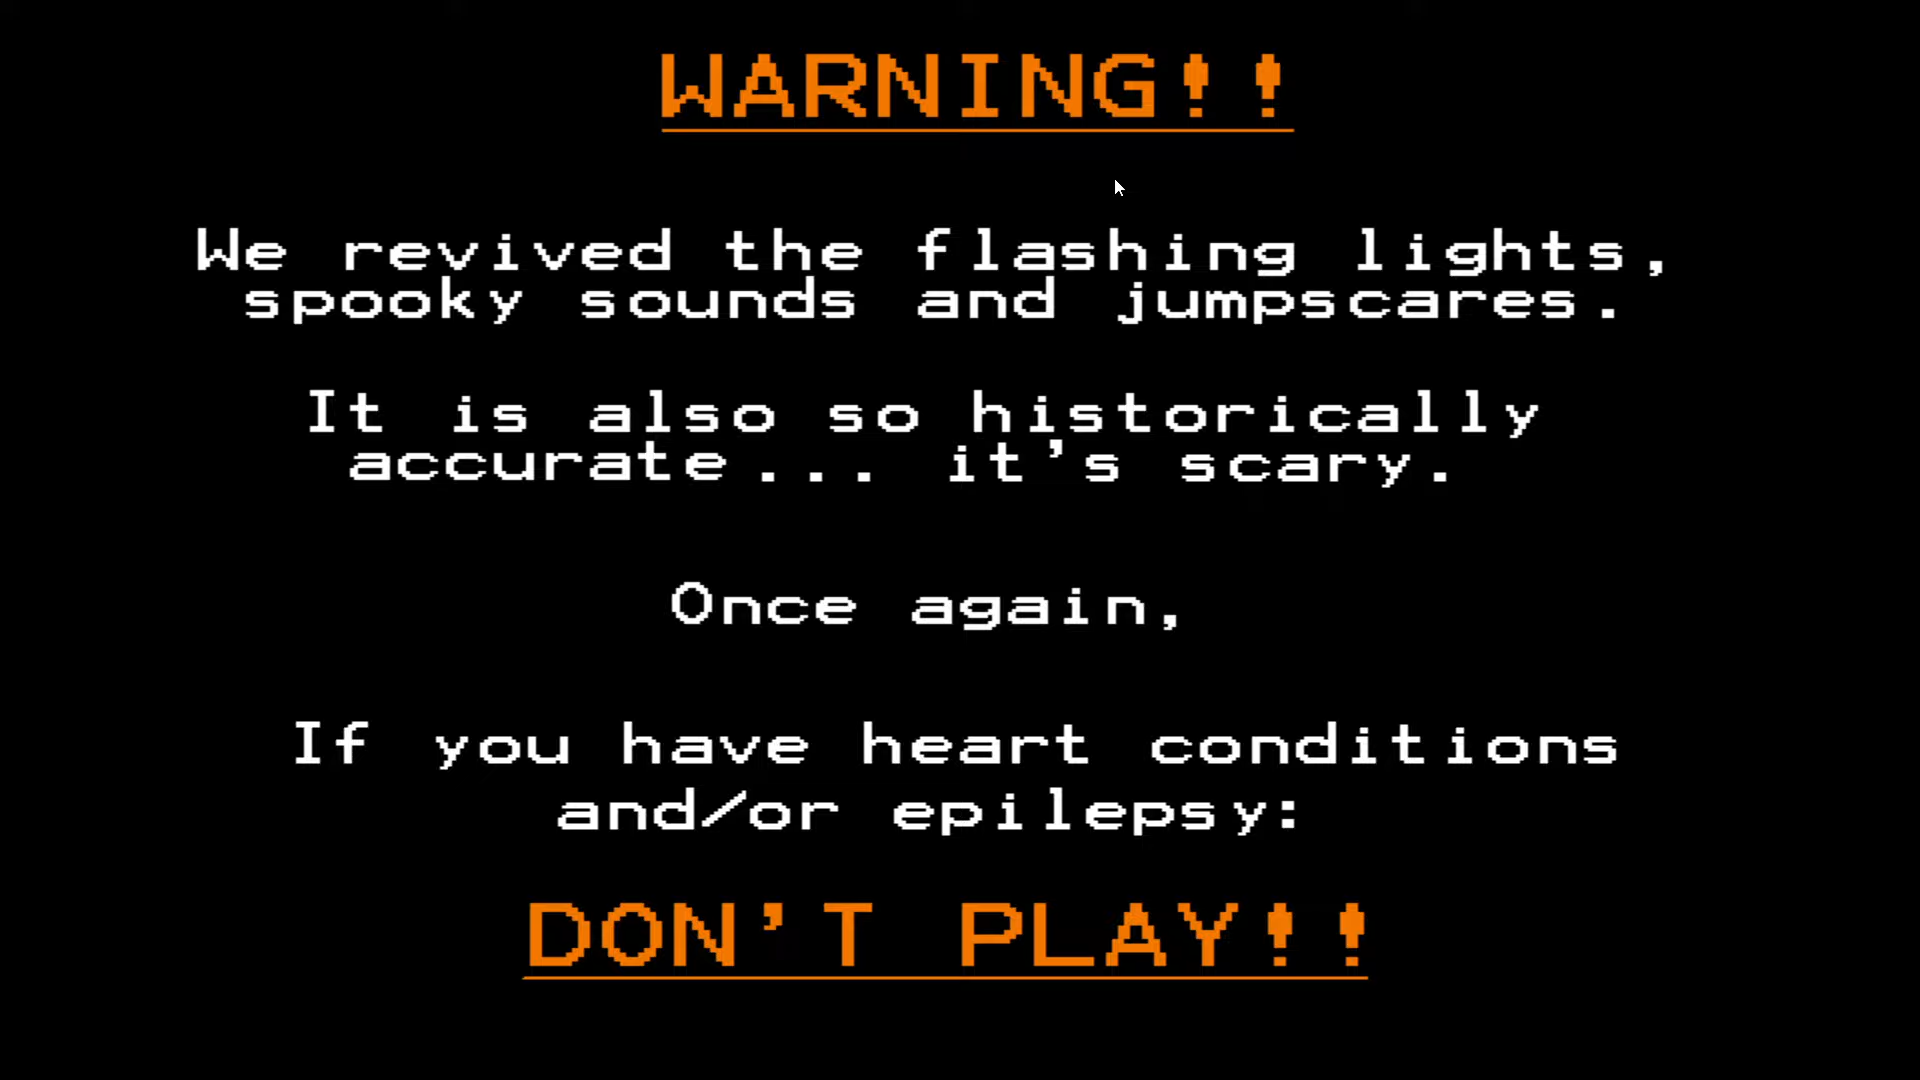 WARNING!!
We revived the flashing lights,
spooky sounds and jumpscares.
It is also so historically
accurate... it's scary.
Once again,
If you have heart conditions
and/or epilepsy:
DON'T PLAY!!